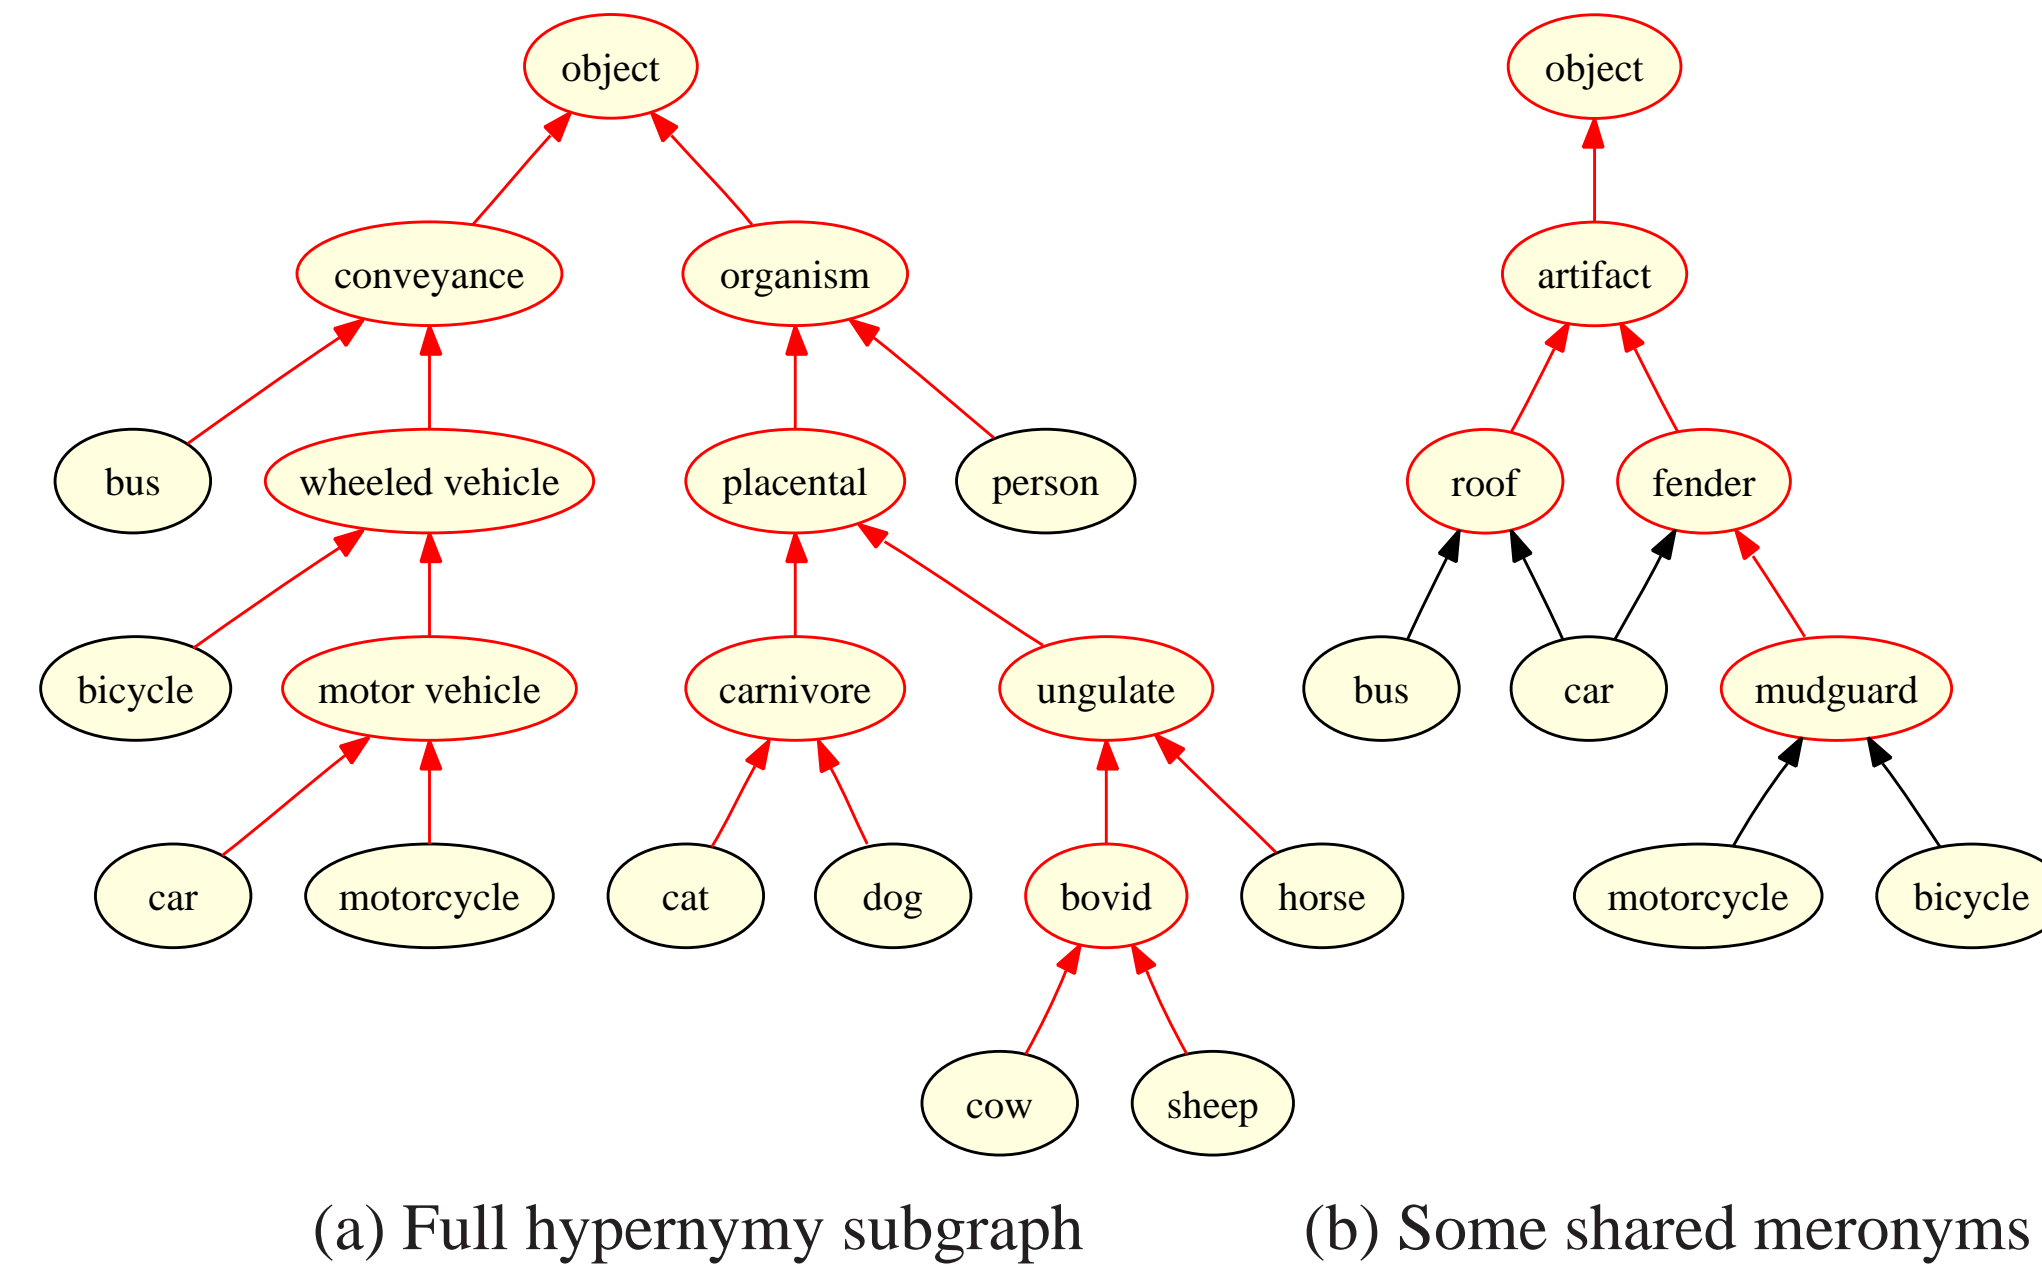 object
conveyance
organism
bus
wheeled vehicle
placental
person
bicycle
motor vehicle
carnivore
ungulate
car
motorcycle
cat
dog
bovid
horse
cow
sheep
(a) Full hypernymy subgraph
object
artifact
roof
fender
bus
car
mudguard
motorcycle
bicycle
(b) Some shared meronyms